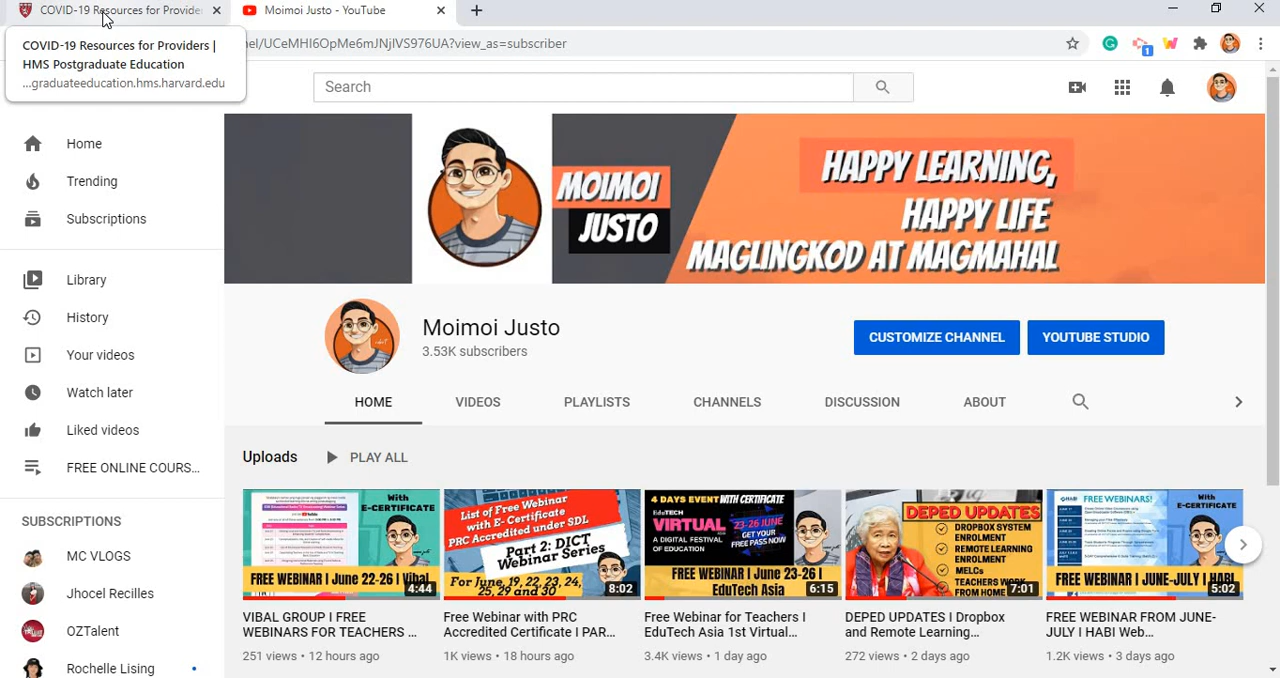 COVID-19 Resources for Provider
Moimoi Justo - YouTube
COVID-19 Resources for Providers |
HMS Postgraduate Education
...graduateeducation.hms.harvard.edu
nel/UCeMHI6OpMe6mJNjIVS976UA?view_as=subscriber
1
Search
Home
Trending
Subscriptions
Library
History
Your videos
Watch later
Liked videos
FREE ONLINE COURS...
SUBSCRIPTIONS
MC VLOGS
Jhocel Recilles
OZTalent
Rochelle Lising
MOIMOI
JUSTO
HAPPY LEARNING,
HAPPY LIFE
MAGLINGKOD AT MAGMAHAL
Moimoi Justo
3.53K subscribers
CUSTOMIZE CHANNEL
YOUTUBE STUDIO
HOME
VIDEOS
PLAYLISTS
CHANNELS
DISCUSSION
ABOUT
Uploads
PLAY ALL
With
E-CERTIFICATE
FREE WEBINAR I June 22-26 I Vibal
4:44
VIBAL GROUP I FREE
WEBINARS FOR TEACHERS ...
251 views • 12 hours ago
List of Free Webinar
with E- Certificate
PRC Accredited under SDL
Part 2: DICT
Webinar Series
For June, 19, 22, 23, 24,
25, 29 and 30
8:02
Free Webinar with PRC
Accredited Certificate I PAR...
1K views • 18 hours ago
4 DAYS EVENT WITH CERTIFICATE
EduTECH
VIRTUAL
23-26 JUNE
GET YOUR
FREE PASS NOW
A DIGITAL FESTIVAL
OF EDUCATION
FREE WEBINAR I June 23-26 I
EduTech Asia
6:15
Free Webinar for Teachers I
EduTech Asia 1st Virtual...
3.4K views • 1 day ago
DEPED UPDATES
DROPBOX
SYSTEM
ENROLMENT
REMOTE LEARNING
ENROLMENT
MELCs
TEACHERS WORK
FROM HOME
7:01
DEPED UPDATES I Dropbox
and Remote Learning...
272 views • 2 days ago
HABI
FREE WEBINARS!
With
E-CERTIFICATE
FREE WEBINAR I JUNE-JULY I HABI
5:02
FREE WEBINAR FROM JUNE-
JULY I HABI Web...
1.2K views • 3 days ago